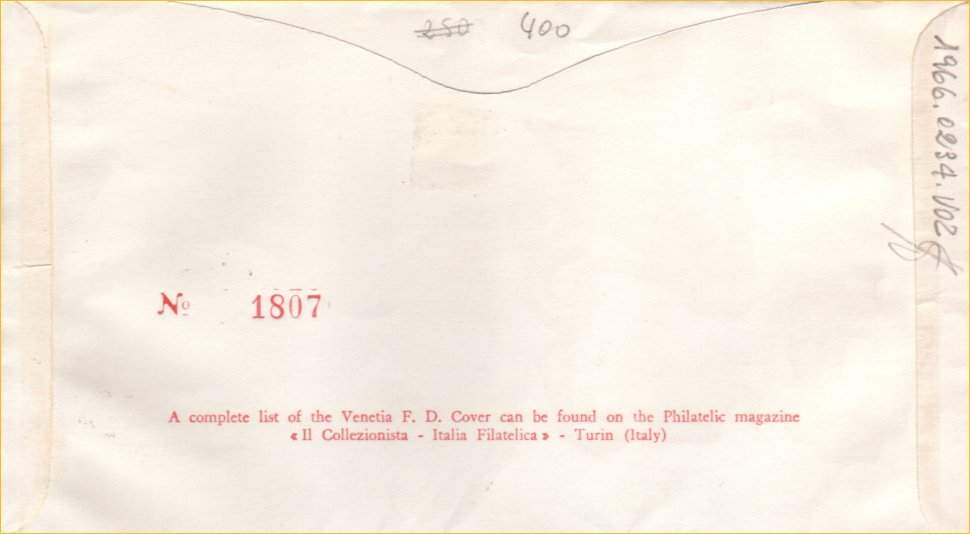 250 400
1966.0234.V02
Nº 1807
A complete list of the Venetia F. D. Cover can be found on the Philatelic magazine
« Il Collezionista - Italia Filatelica » - Turin (Italy)